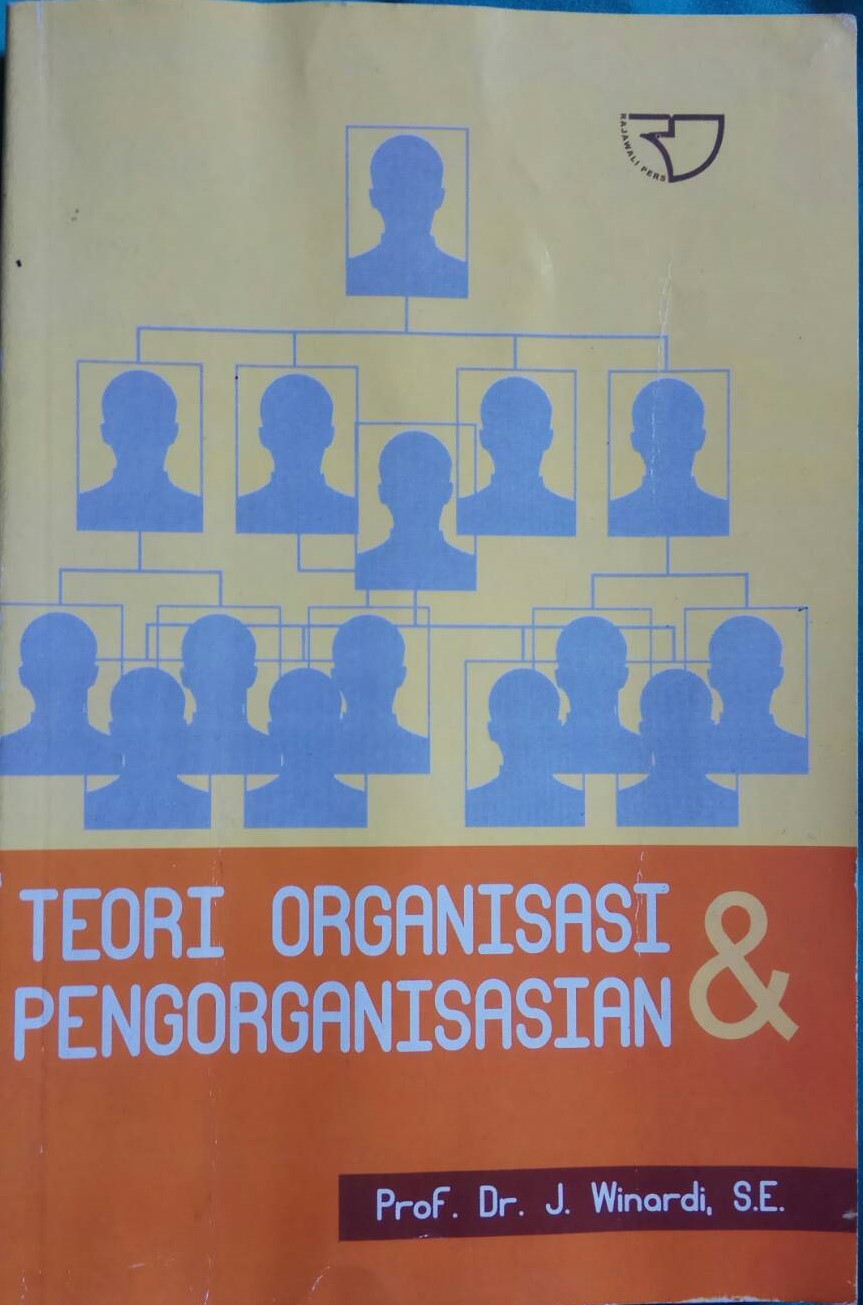 RAJAWALI PERS
TEORI ORGANISASI &
PENGORGANISASIAN
Prof. Dr. J. Winardi, S.E.